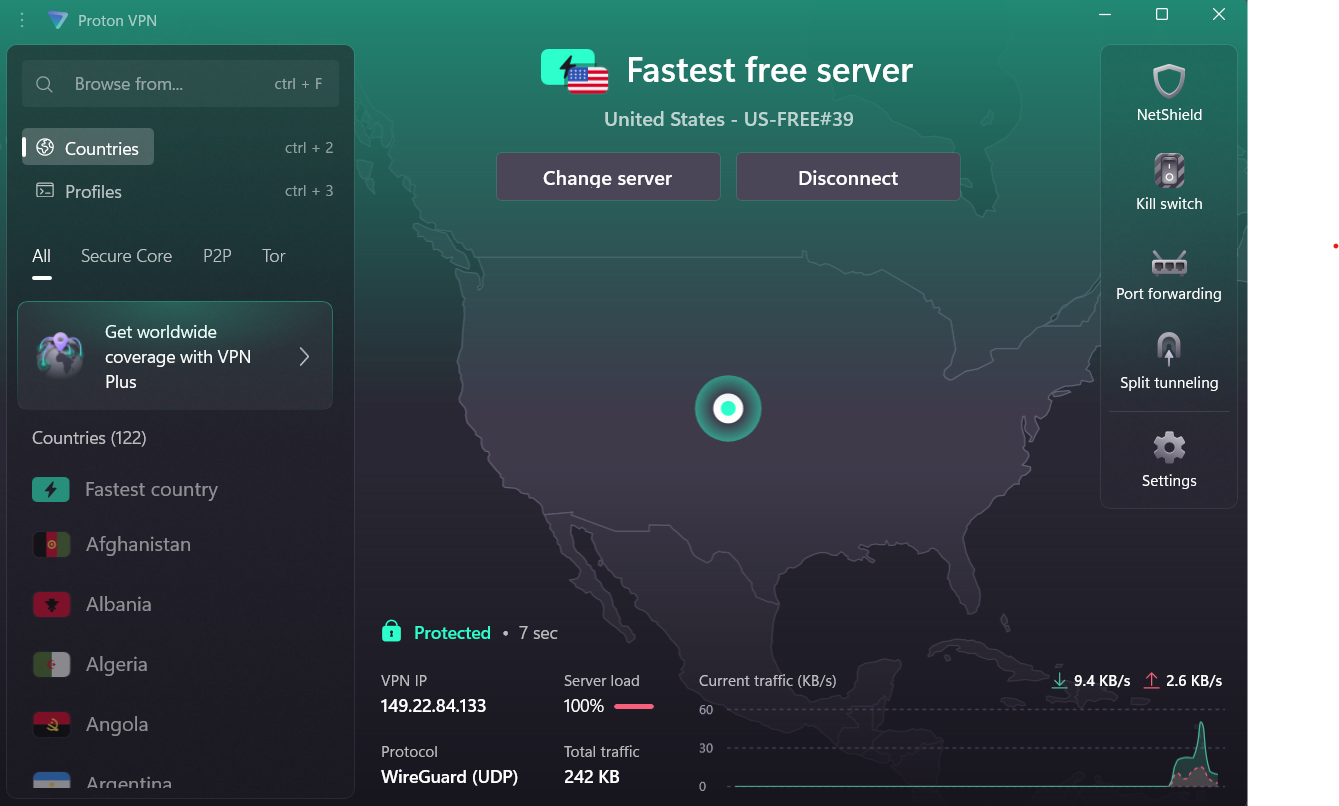 Proton VPN
Browse from... ctrl + F
Countries ctrl + 2
Profiles ctrl + 3
All Secure Core P2P Tor
Get worldwide
coverage with VPN
Plus
Countries (122)
Fastest country
Afghanistan
Albania
Algeria
Angola
Argentina
Fastest free server
United States - US-FREE#39
Change server Disconnect
Protected • 7 sec
VPN IP
149.22.84.133
Server load
100%
Protocol
WireGuard (UDP)
Total traffic
242 KB
Current traffic (KB/s) 9.4 KB/s 2.6 KB/s
60
30
0
NetShield
Kill switch
Port forwarding
Split tunneling
Settings